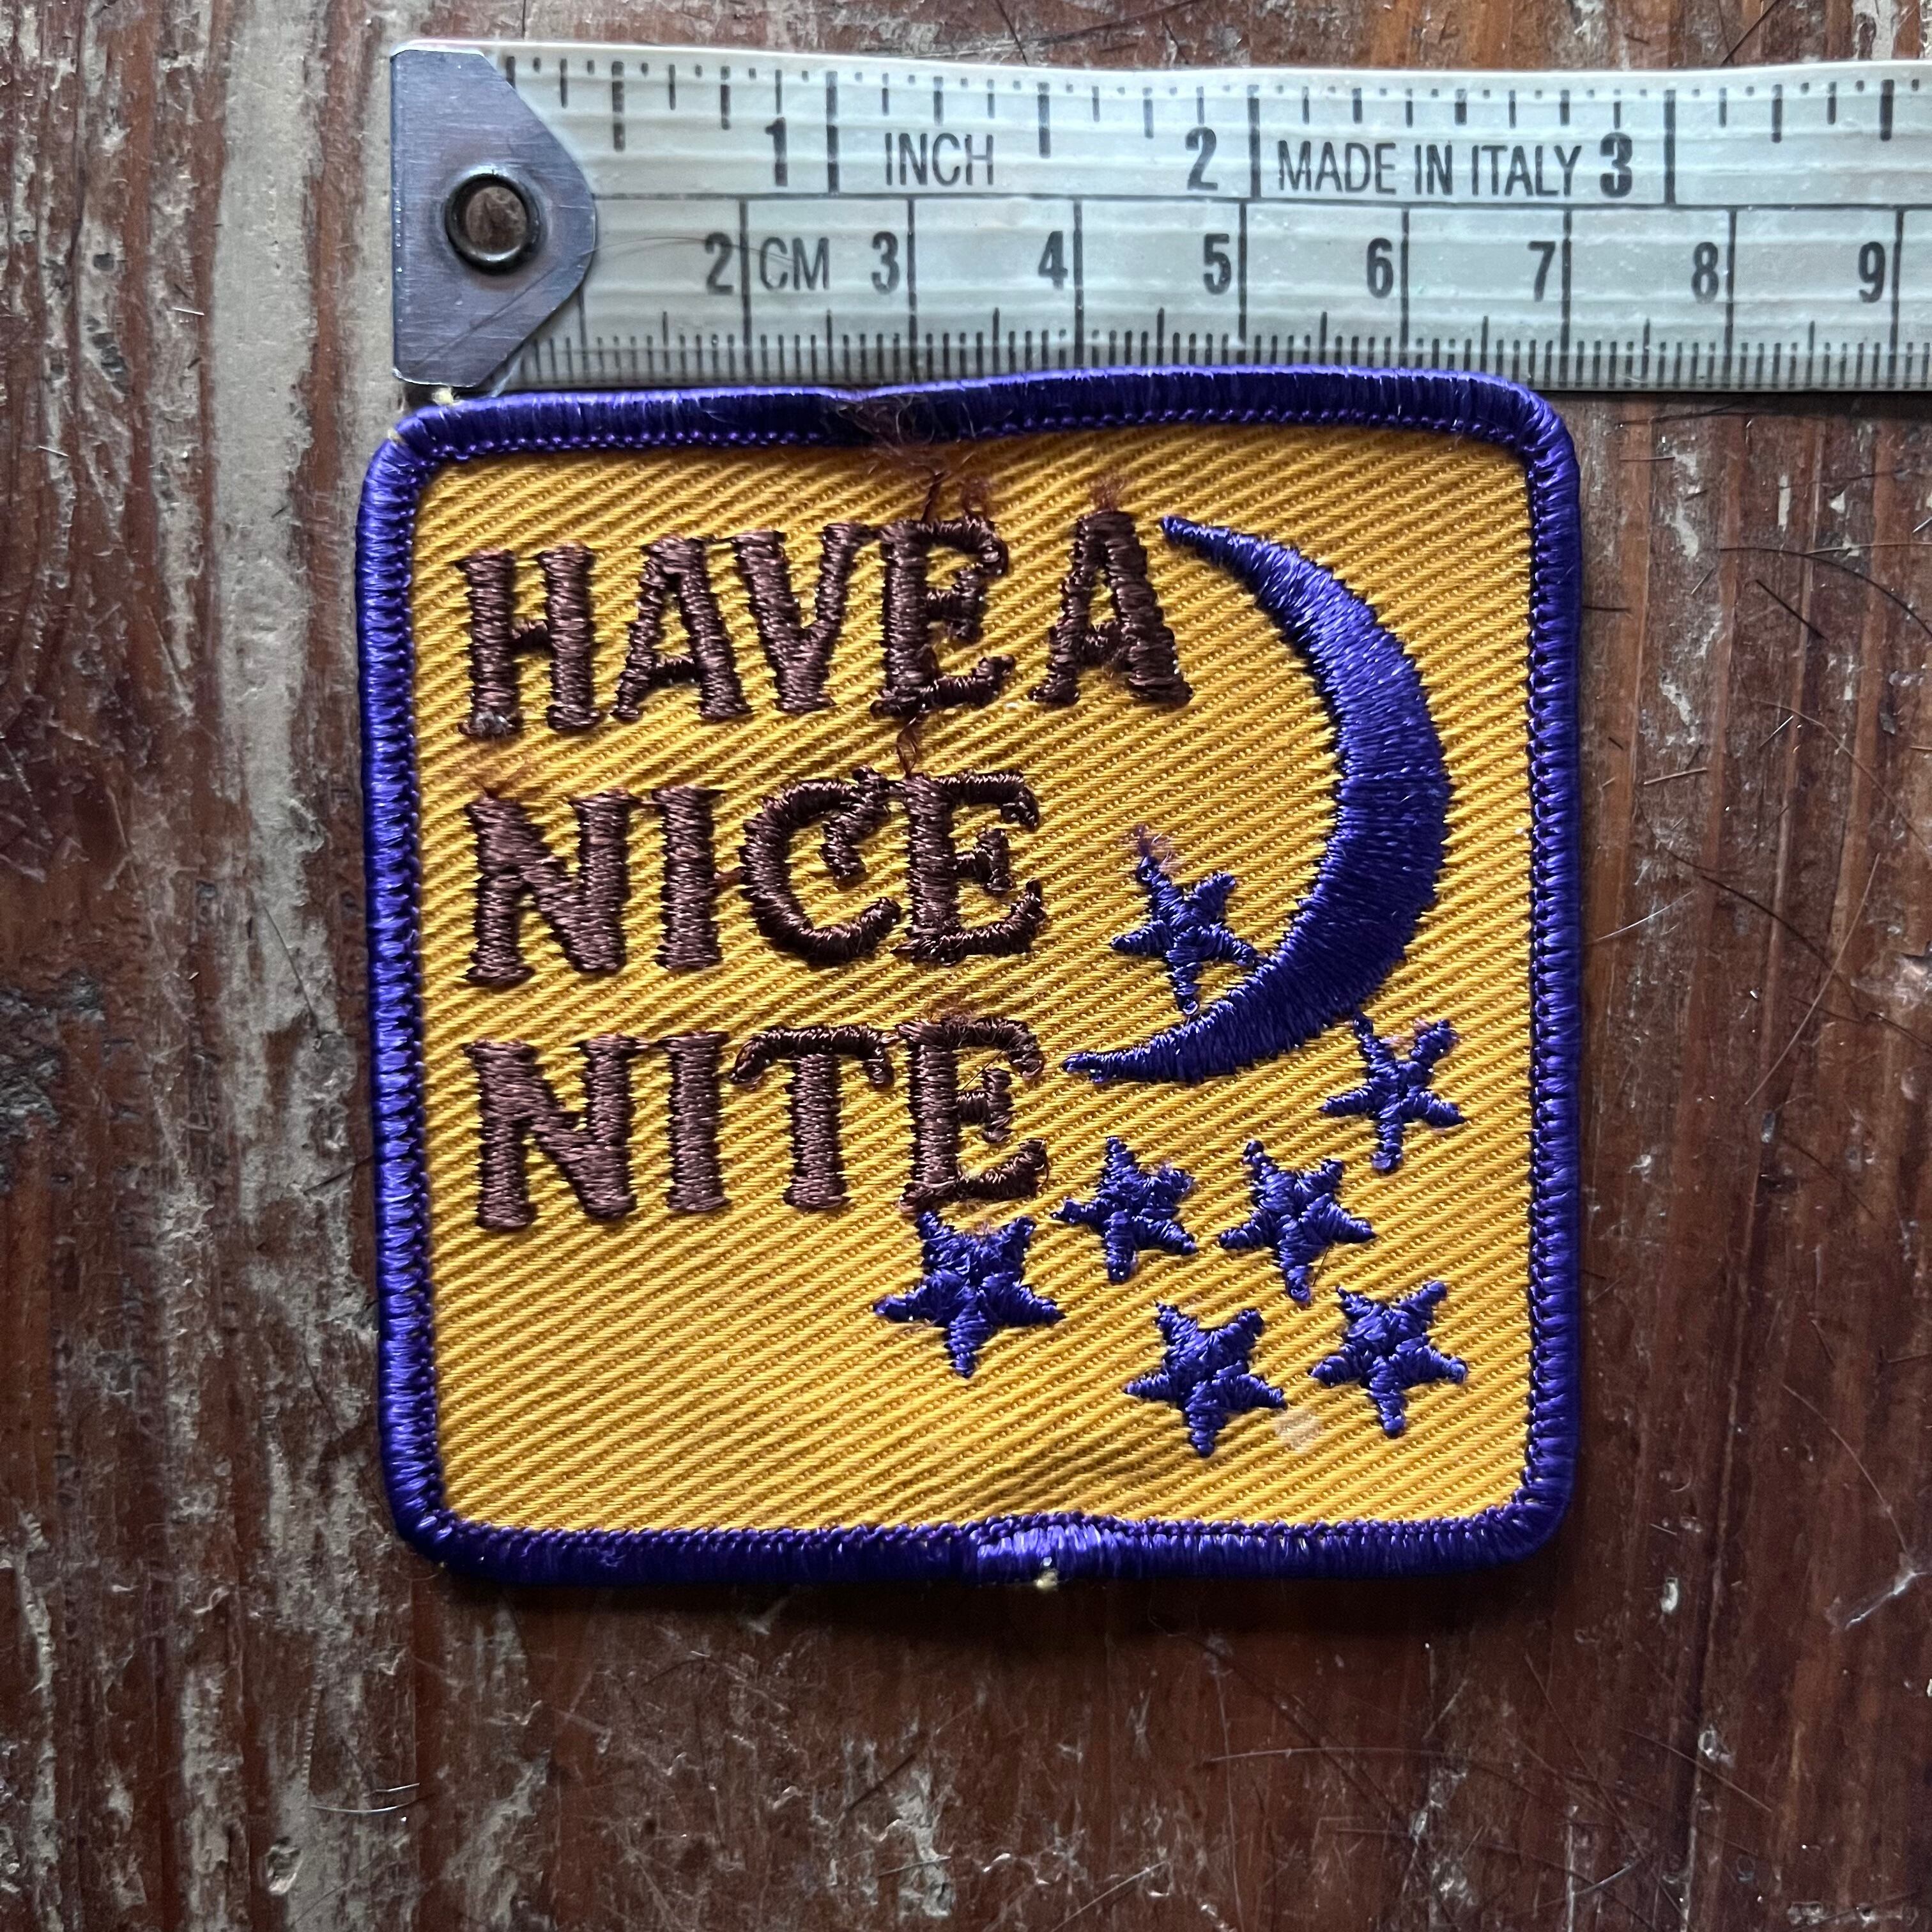 1 INCH 2 MADE IN ITALY 3
2 CM 3 4 5 6 7 8 9
HAVE A
NICE
NITE